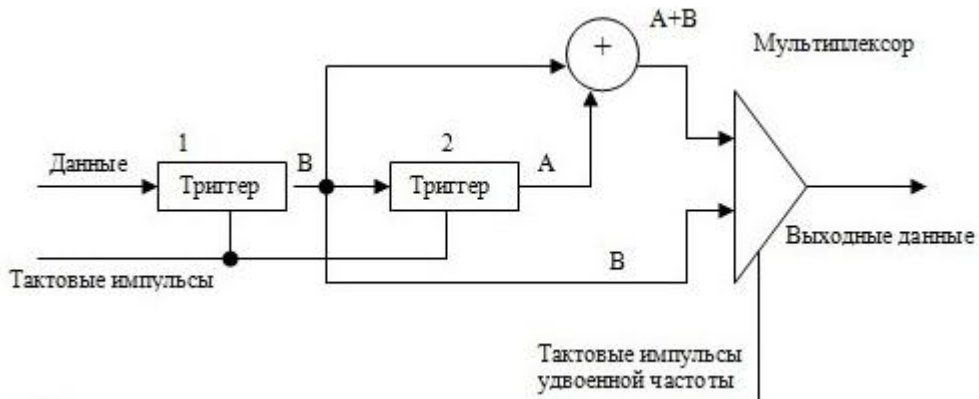 A+B
+
Мультиплексор
Данные
1
В
2
А
Триггер
Триггер
Выходные данные
Тактовые импульсы
В
Тактовые импульсы
удвоенной частоты